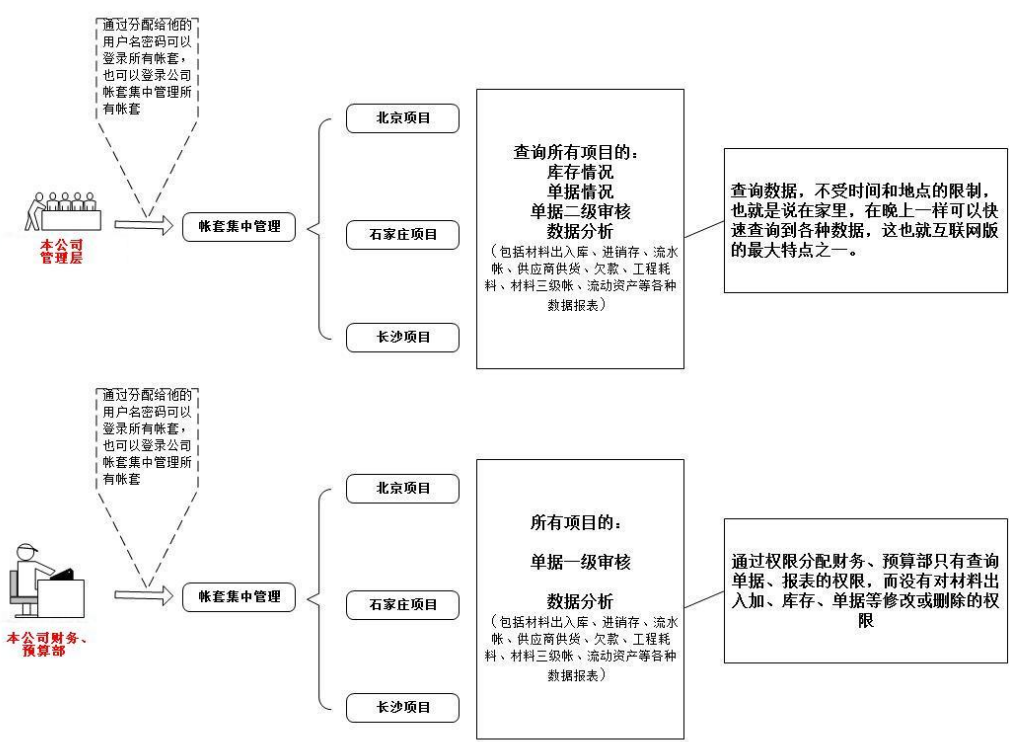 通过分配给他的
用户名密码可以
登录所有帐套，
也可以登录公司
帐套集中管理所
有帐套
本公司
管理层
帐套集中管理
北京项目
石家庄项目
长沙项目
查询所有项目的：
库存情况
单据情况
单据二级审核
数据分析
（包括材料出入库、进销存、流水
帐、供应商供货、欠款、工程耗
料、材料三级帐、流动资产等各种
数据报表）
查询数据，不受时间和地点的限制，
也就是说在家里，在晚上一样可以快
速查询到各种数据，这也就互联网版
的最大特点之一。
通过分配给他的
用户名密码可以
登录所有帐套，
也可以登录公司
帐套集中管理所
有帐套
本公司财务、
预算部
帐套集中管理
北京项目
石家庄项目
长沙项目
所有项目的：
单据一级审核
数据分析
（包括材料出入库、进销存、流水
帐、供应商供货、欠款、工程耗
料、材料三级帐、流动资产等各种
数据报表）
通过权限分配财务、预算部只有查询
单据、报表的权限，而没有对材料出
入加、库存、单据等修改或删除的权
限